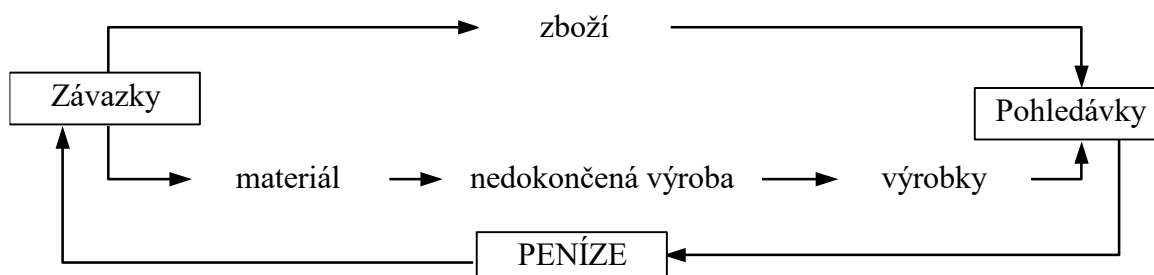 zboží
Závazky
Pohledávky
materiál
nedokončená výroba
výrobky
PENÍZE